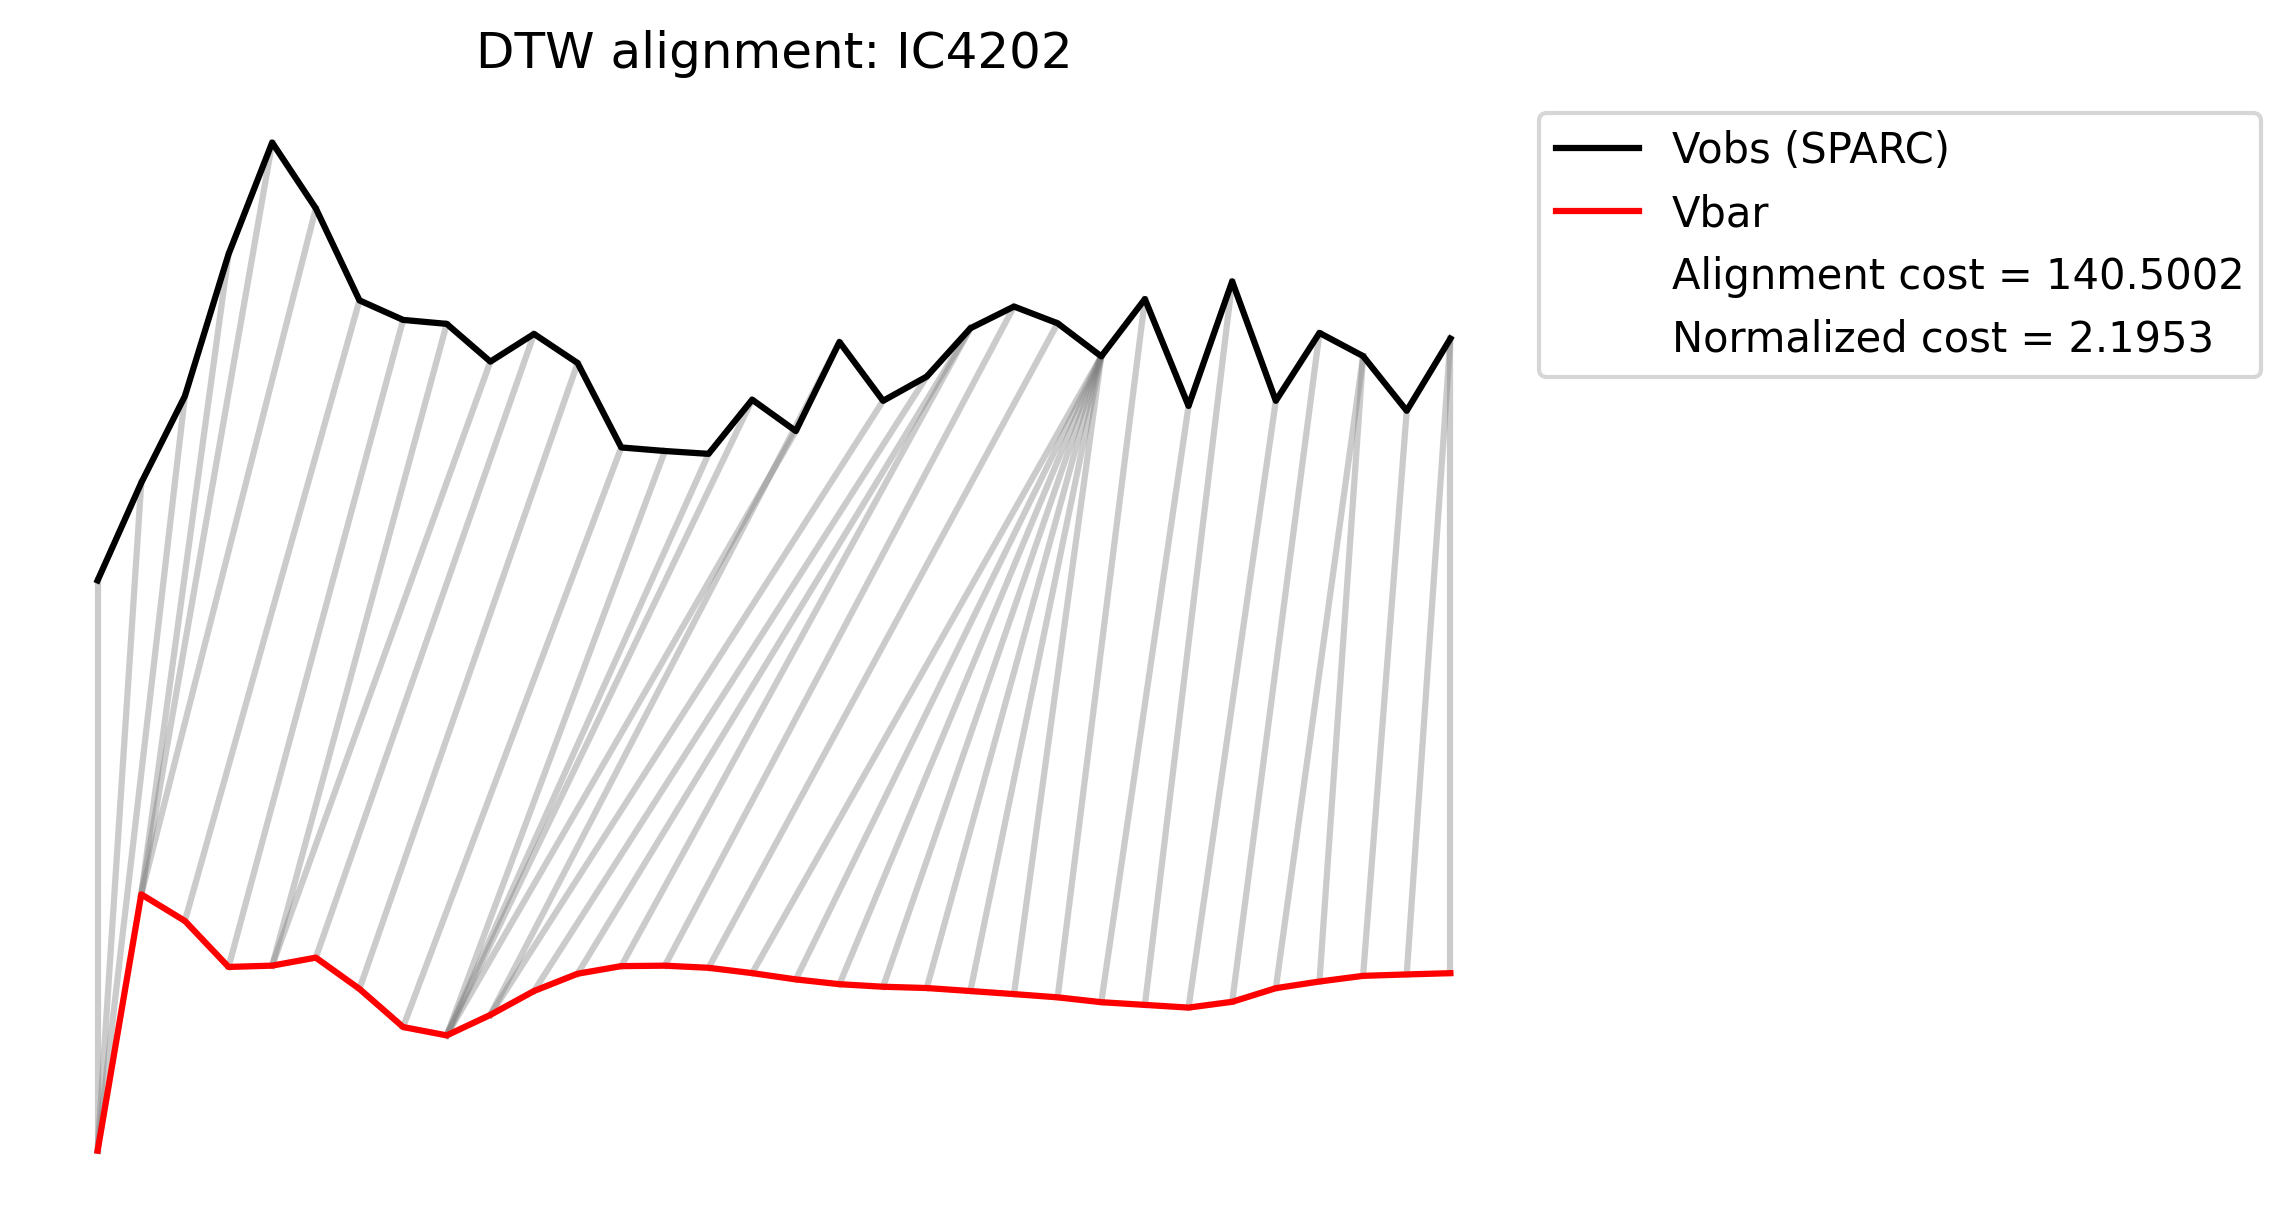 DTW alignment: IC4202
Vobs (SPARC)
Vbar
Alignment cost = 140.5002
Normalized cost = 2.1953